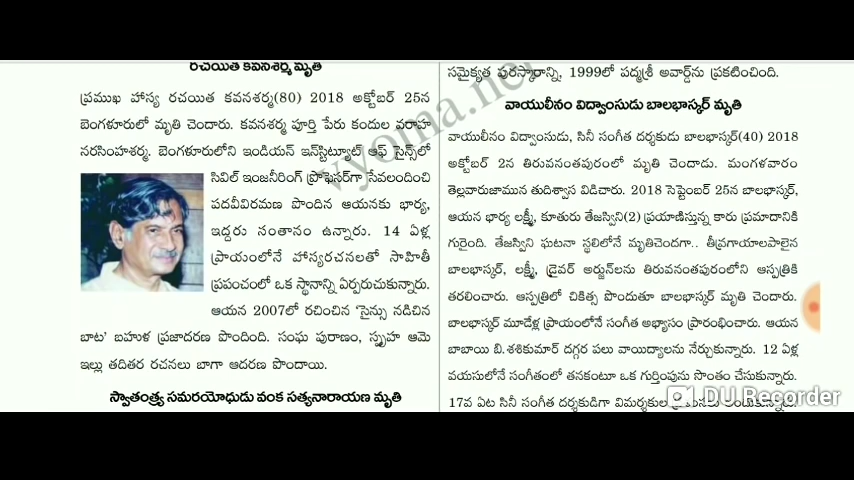 రచయిత కవనశర్మ మృతి
ప్రముఖ హాస్య రచయిత కవనశర్మ(80) 2018 అక్టోబర్ 25న
బెంగళూరులో మృతి చెందారు. కవనశర్మ పూర్తి పేరు కందుల వరాహ
నరసింహశర్మ. బెంగళూరులోని ఇండియన్ ఇన్‌స్టిట్యూట్ ఆఫ్ సైన్స్‌లో
సివిల్ ఇంజనీరింగ్ ప్రొఫెసర్‌గా సేవలందించి
పదవీవిరమణ పొందిన ఆయనకు భార్య,
ఇద్దరు సంతానం ఉన్నారు. 14 ఏళ్ల
ప్రాయంలోనే హాస్యరచనలతో సాహితీ
ప్రపంచంలో ఒక స్థానాన్ని ఏర్పరుచుకున్నారు.
ఆయన 2007లో రచించిన 'సైన్సు నడిచిన
బాట' బహుళ ప్రజాదరణ పొందింది. సంఘ పురాణం, స్పృహ ఆమె
ఇల్లు తదితర రచనలు బాగా ఆదరణ పొందాయి.
స్వాతంత్ర్య సమరయోధుడు వంక సత్యనారాయణ మృతి
సమైక్యత పురస్కారాన్ని, 1999లో పద్మశ్రీ అవార్డ్‌ను ప్రకటించింది.
వాయులీనం విద్వాంసుడు బాలభాస్కర్ మృతి
వాయులీనం విద్వాంసుడు, సినీ సంగీత దర్శకుడు బాలభాస్కర్(40) 2018
అక్టోబర్ 2న తిరువనంతపురంలో మృతి చెందాడు. మంగళవారం
తెల్లవారుజామున తుదిశ్వాస విడిచారు. 2018 సెప్టెంబర్ 25న బాలభాస్కర్,
ఆయన భార్య లక్ష్మీ, కూతురు తేజస్విని(2) ప్రయాణిస్తున్న కారు ప్రమాదానికి
గురైంది. తేజస్విని ఘటనా స్థలిలోనే మృతిచెందగా.. తీవ్రగాయాలపాలైన
బాలభాస్కర్, లక్ష్మీ, డ్రైవర్ అర్జున్‌లను తిరువనంతపురంలోని ఆస్పత్రికి
తరలించారు. ఆస్పత్రిలో చికిత్స పొందుతూ బాలభాస్కర్ మృతి చెందారు.
బాలభాస్కర్ మూడేళ్ల ప్రాయంలోనే సంగీత అభ్యాసం ప్రారంభించారు. ఆయన
బాబాయి బి.శశికుమార్ దగ్గర పలు వాయిద్యాలను నేర్చుకున్నారు. 12 ఏళ్ల
వయసులోనే సంగీతంలో తనకంటూ ఒక గుర్తింపును సొంతం చేసుకున్నారు.
17వ ఏట సినీ సంగీత దర్శకుడిగా విమర్శకుల
vyoma.net
DU Recorder